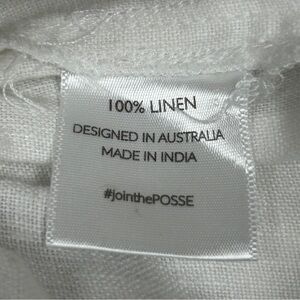 100% LINEN
DESIGNED IN AUSTRALIA
MADE IN INDIA
#jointhePOSSE